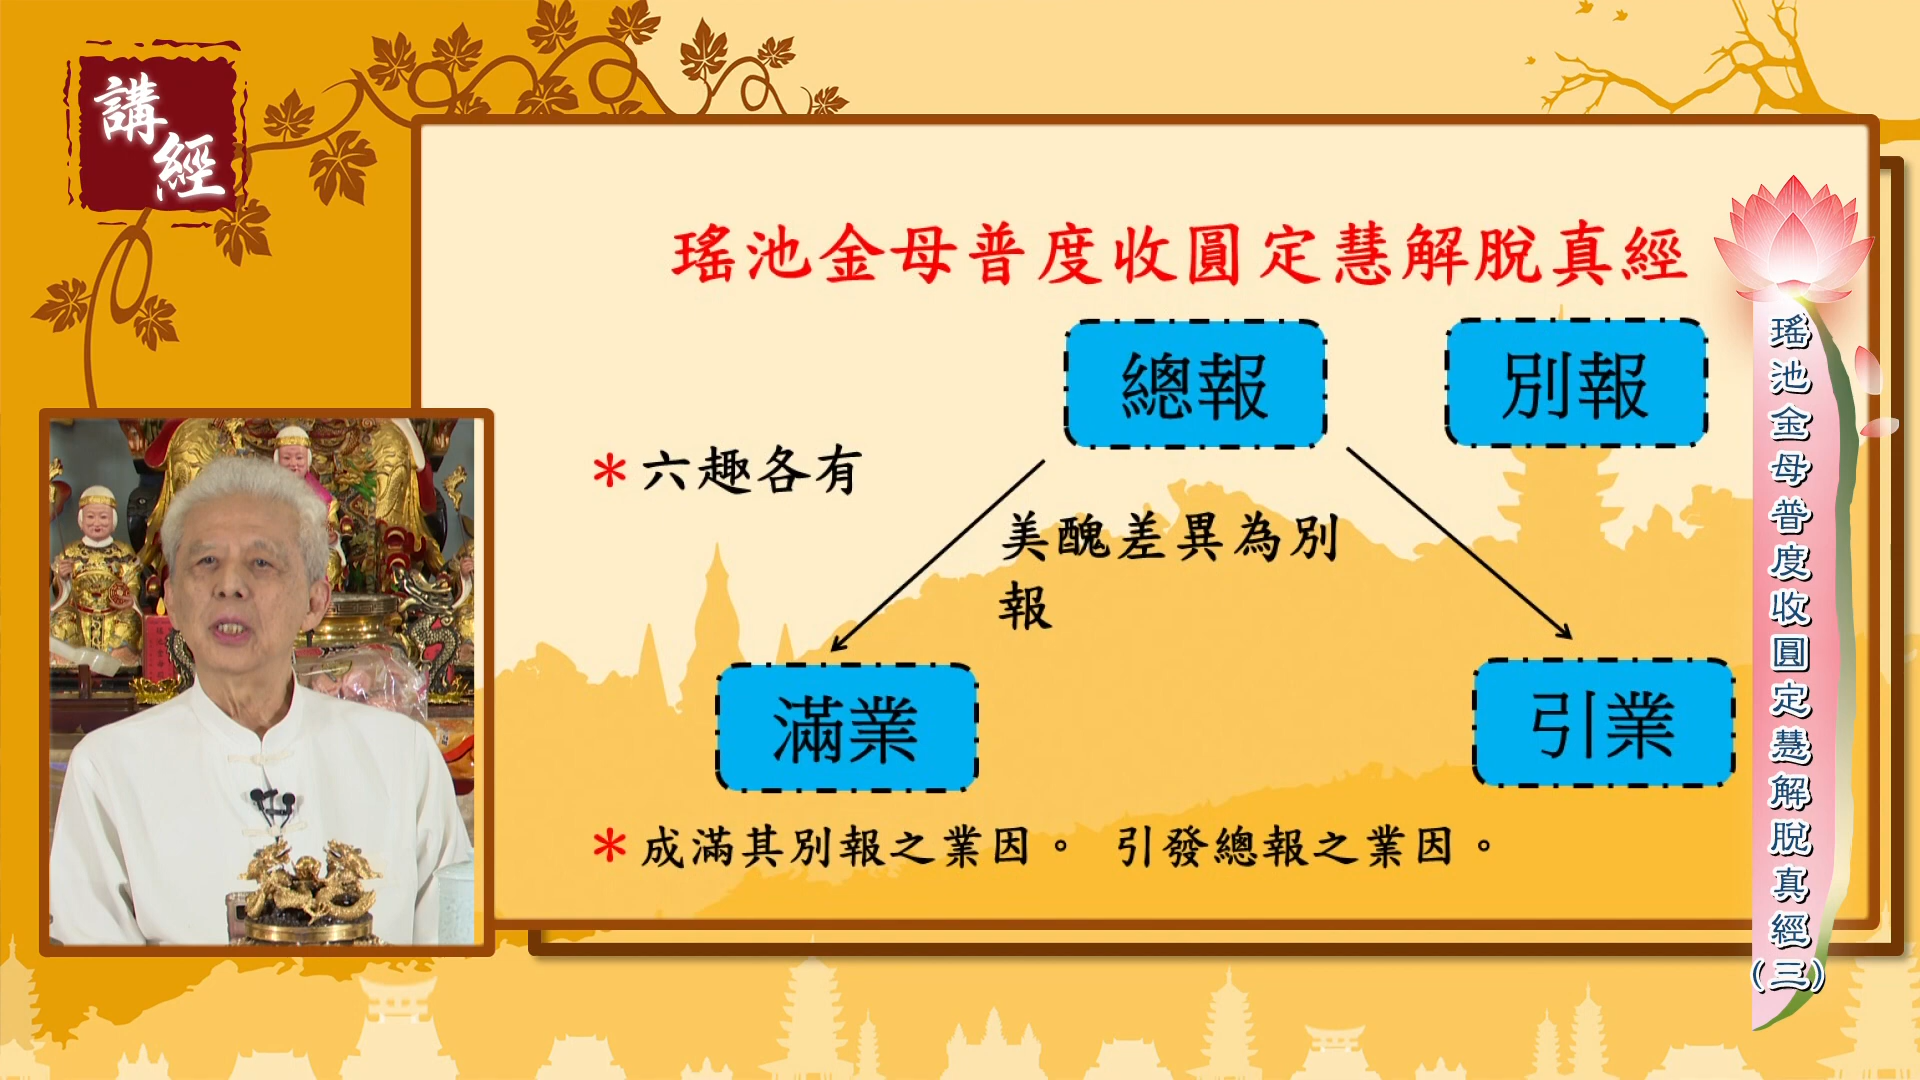 講
經
瑤池金母普度收圓定慧解脫真經
總報
別報
*六趣各有
美醜差異為別
報
滿業
引業
*成滿其別報之業因。 引發總報之業因。
瑤池金母普度收圓定慧解脫真經(三)